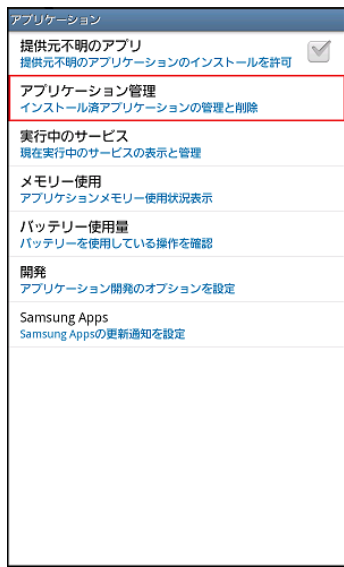 アプリケーション
提供元不明のアプリ
提供元不明のアプリケーションのインストールを許可
アプリケーション管理
インストール済アプリケーションの管理と削除
実行中のサービス
現在実行中のサービスの表示と管理
メモリー使用
アプリケションメモリー使用状況表示
バッテリー使用量
バッテリーを使用している操作を確認
開発
アプリケーション開発のオプションを設定
Samsung Apps
Samsung Appsの更新通知を設定